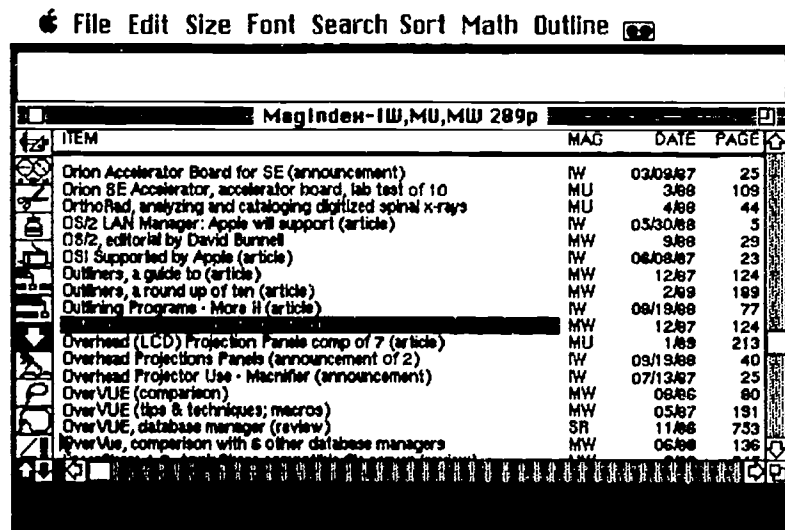 File Edit Size Font Search Sort Math Outline
MagIndex-IW,MU,MW 289p
ITEM MAG DATE PAGE
Orion Accelerator Board for SE (announcement) IW 03/09/87 25
Orion SE Accelerator, accelerator board, lab test of 10 MU 3/88 109
OrthoRad, analyzing and cataloging digitized spinal x-rays MU 4/88 44
OS/2 LAN Manager: Apple will support (article) IW 05/30/88 5
OS/2, editorial by David Bunnell MW 9/88 29
OSI Supported by Apple (article) IW 06/08/87 23
Outliners, a guide to (article) MW 12/87 124
Outliners, a round up of ten (article) MW 2/89 189
Outlining Programs - More II (article) IW 09/19/88 77
MW 12/87 124
Overhead (LCD) Projection Panels comp of 7 (article) MU 1/89 213
Overhead Projections Panels (announcement of 2) IW 09/19/88 40
Overhead Projector Use - Macnifier (announcement) IW 07/13/87 25
OverVUE (comparison) MW 08/86 80
OverVUE (tips & techniques; macros) MW 05/87 191
OverVUE, database manager (review) SR 11/86 753
OverVue, comparison with 6 other database managers MW 06/88 136